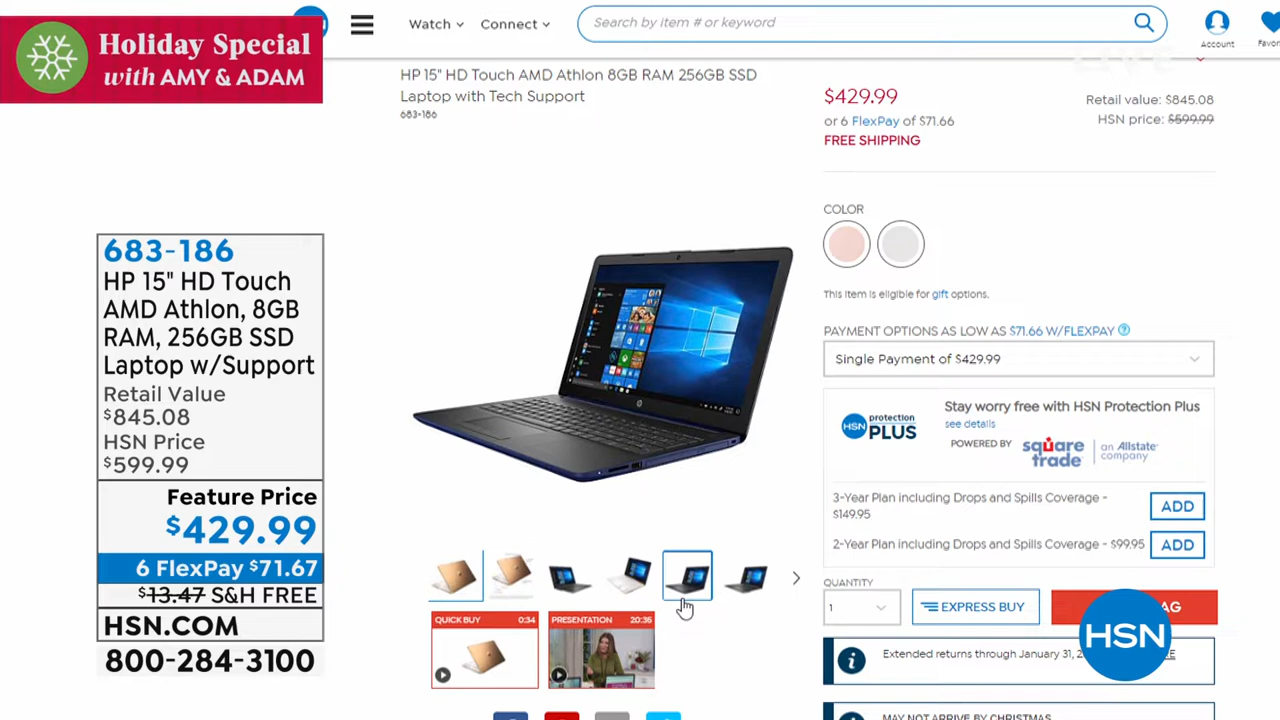 Holiday Special
with AMY & ADAM
Watch
Connect
Search by item # or keyword
Account
HP 15" HD Touch AMD Athlon 8GB RAM 256GB SSD
Laptop with Tech Support
683-186
$429.99
or 6 FlexPay of $71.66
FREE SHIPPING
Retail value: $845.08
HSN price: $599.99
COLOR
This item is eligible for gift options.
PAYMENT OPTIONS AS LOW AS $71.66 W/FLEXPAY ?
Single Payment of $429.99
HSN protection PLUS
Stay worry free with HSN Protection Plus
see details
POWERED BY
square trade
an Allstate company
3-Year Plan including Drops and Spills Coverage -
$149.95
ADD
2-Year Plan including Drops and Spills Coverage - $99.95
ADD
QUANTITY
1
EXPRESS BUY
AG
HSN
Extended returns through January 31,
MAY NOT ARRIVE BY CHRISTMAS
QUICK BUY 0:34
PRESENTATION 20:36
683-186
HP 15" HD Touch
AMD Athlon, 8GB
RAM, 256GB SSD
Laptop w/Support
Retail Value
$845.08
HSN Price
$599.99
Feature Price
$429.99
6 FlexPay $71.67
$13.47 S&H FREE
HSN.COM
800-284-3100